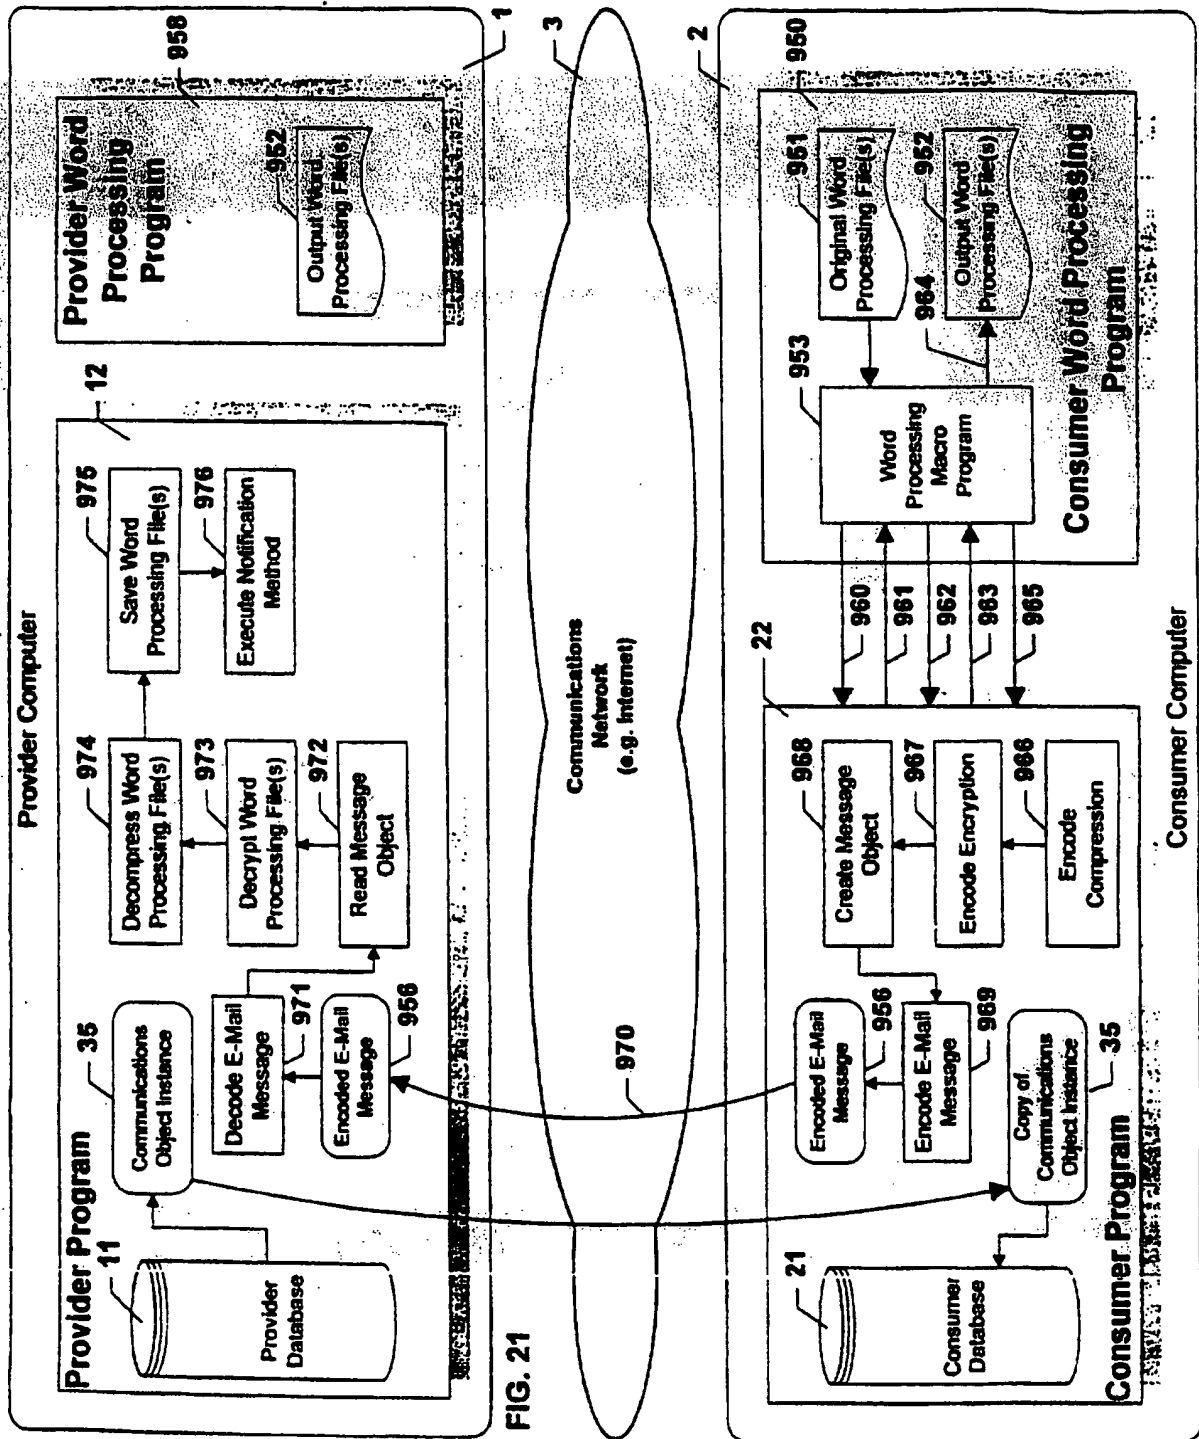 Provider Computer
1
Provider Program
12
11
Provider
Database
35
Communications
Object Instance
Decode E-Mail
Message
971
Encoded E-Mail
Message
956
Decompress Word
Processing File(s)
974
Decrypt Word
Processing File(s)
973
Read Message
Object
972
Save Word
Processing File(s)
975
Execute Notification
Method
976
Provider Word
Processing
Program
958
952
Output Word
Processing File(s)
FIG. 21
3
Communications
Network
(e.g. Internet)
970
2
22
21
Consumer
Database
Encoded E-Mail
Message
956
Encode E-Mail
Message
969
Copy of
Communications
Object Instance
35
Consumer Program
Create Message
Object
968
Encode Encryption
967
Encode
Compression
966
960
961
962
963
965
953
Word
Processing
Macro
Program
950
951
Original Word
Processing File(s)
952
Output Word
Processing File(s)
964
Consumer Word Processing
Program
Consumer Computer